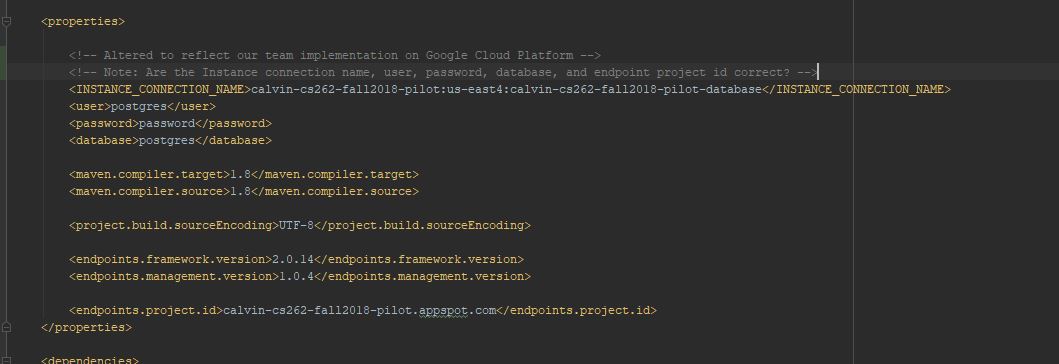 <properties>
<!-- Altered to reflect our team implementation on Google Cloud Platform -->
<!-- Note: Are the Instance connection name, user, password, database, and endpoint project id correct? -->
<INSTANCE_CONNECTION_NAME>calvin-cs262-fall2018-pilot:us-east4:calvin-cs262-fall2018-pilot-database</INSTANCE_CONNECTION_NAME>
<user>postgres</user>
<password>password</password>
<database>postgres</database>
<maven.compiler.target>1.8</maven.compiler.target>
<maven.compiler.source>1.8</maven.compiler.source>
<project.build.sourceEncoding>UTF-8</project.build.sourceEncoding>
<endpoints.framework.version>2.0.14</endpoints.framework.version>
<endpoints.management.version>1.0.4</endpoints.management.version>
<endpoints.project.id>calvin-cs262-fall2018-pilot.appspot.com</endpoints.project.id>
</properties>
<dependencies>